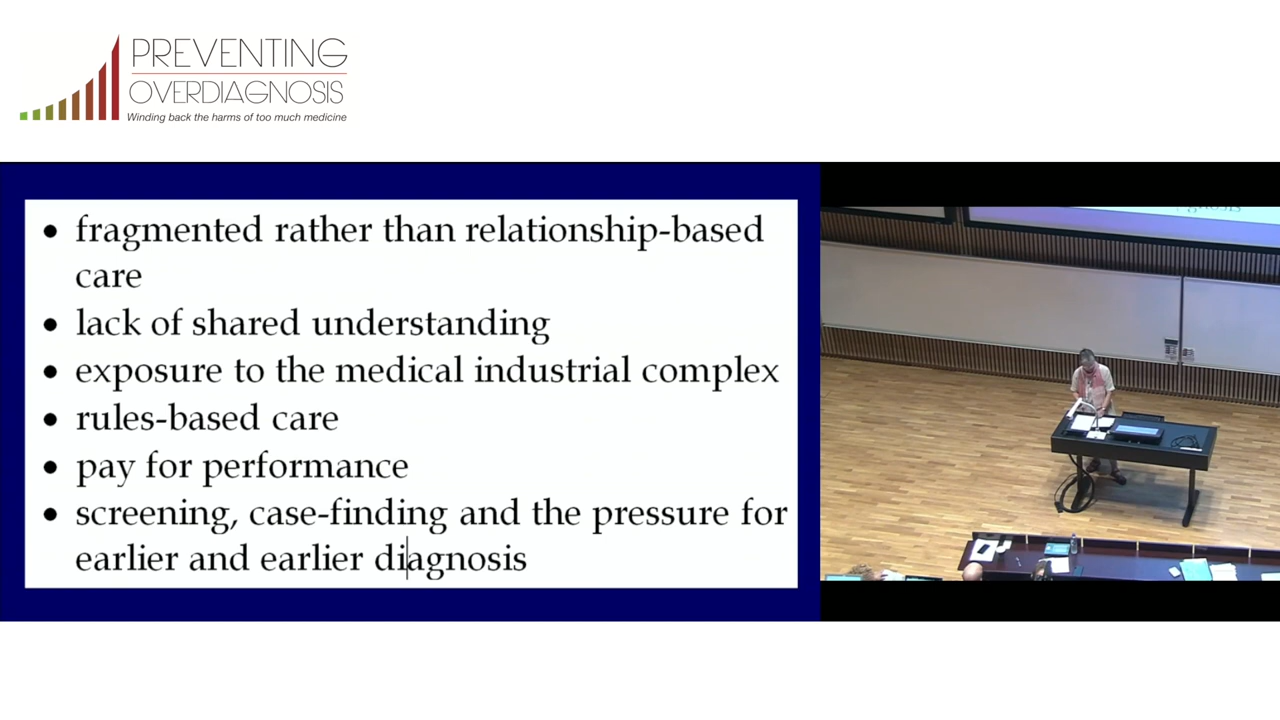 PREVENTING
OVERDIAGNOSIS
Winding back the harms of too much medicine
• fragmented rather than relationship-based
care
• lack of shared understanding
• exposure to the medical industrial complex
• rules-based care
• pay for performance
• screening, case-finding and the pressure for
earlier and earlier diagnosis